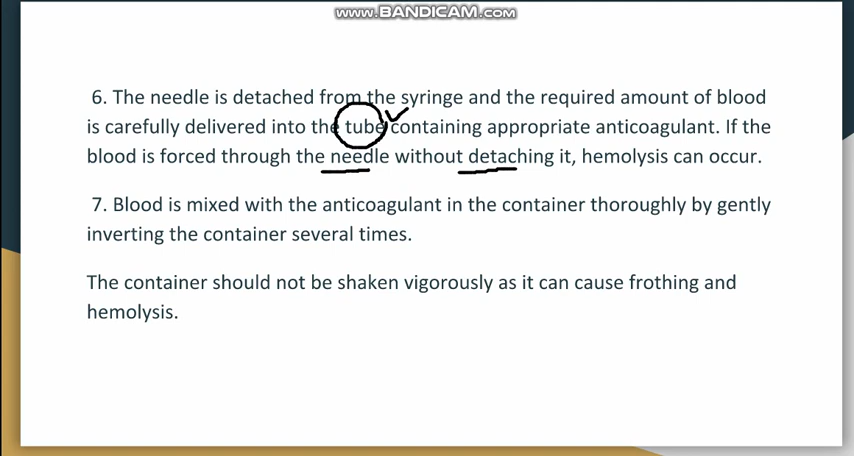 www.BANDICAM.com
6. The needle is detached from the syringe and the required amount of blood
is carefully delivered into the tube containing appropriate anticoagulant. If the
blood is forced through the needle without detaching it, hemolysis can occur.
7. Blood is mixed with the anticoagulant in the container thoroughly by gently
inverting the container several times.
The container should not be shaken vigorously as it can cause frothing and
hemolysis.